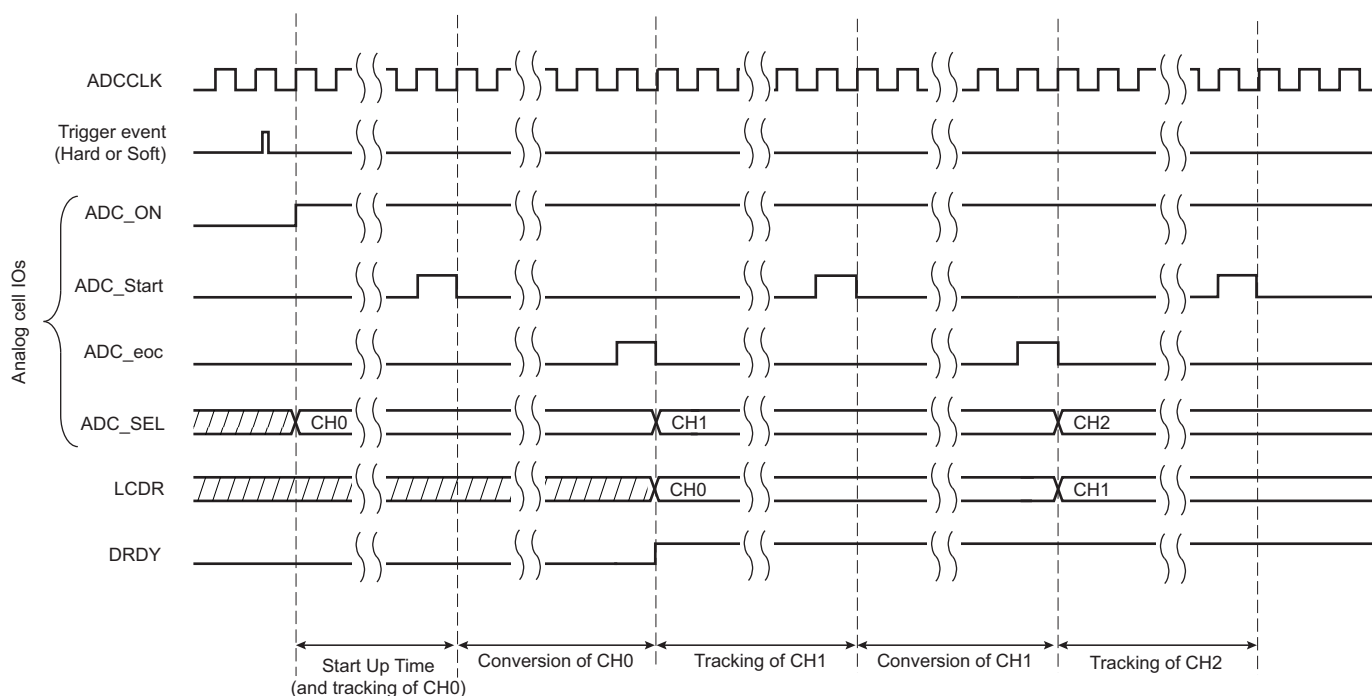 ADCCLK
Trigger event
(Hard or Soft)
Analog cell IOs
ADC_ON
ADC_Start
ADC_eoc
ADC_SEL
CH0
CH1
CH2
LCDR
CH0
CH1
DRDY
Start Up Time
(and tracking of CH0)
Conversion of CH0
Tracking of CH1
Conversion of CH1
Tracking of CH2